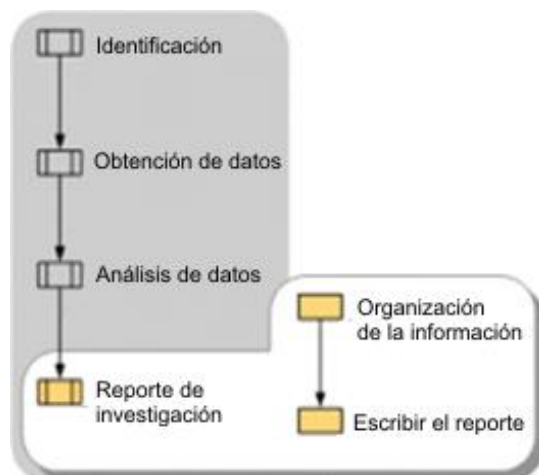 Identificación
Obtención de datos
Análisis de datos
Reporte de
investigación
Organización
de la información
Escribir el reporte